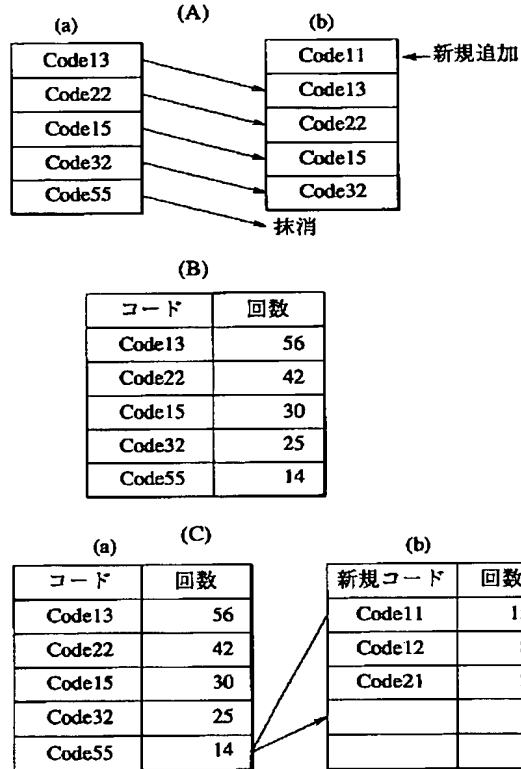 (A)
(a)
(b)
Code13
Code22
Code15
Code32
Code55
Code11
Code13
Code22
Code15
Code32
新規追加
抹消
(B)
コード 回数
Code13 56
Code22 42
Code15 30
Code32 25
Code55 14
(C)
(a)
コード 回数
Code13 56
Code22 42
Code15 30
Code32 25
Code55 14
(b)
新規コード 回数
Code11
Code12
Code21